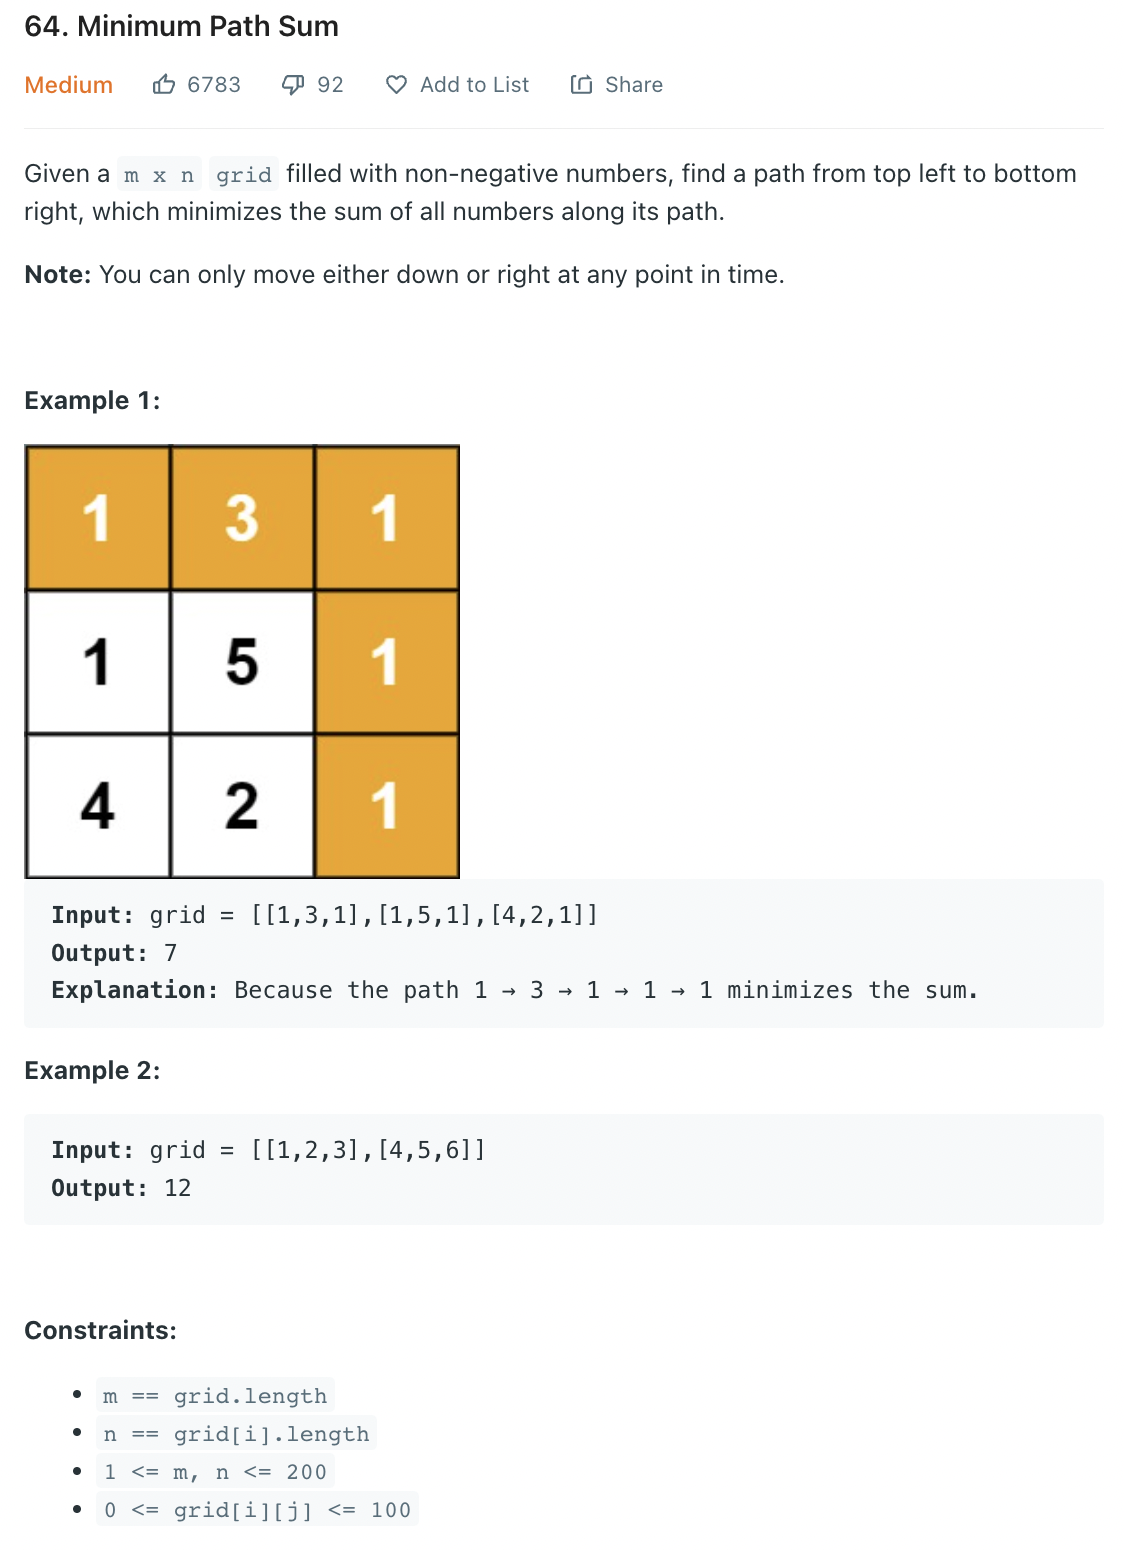 64. Minimum Path Sum
Medium 6783 92 Add to List Share
Given a m x n grid filled with non-negative numbers, find a path from top left to bottom
right, which minimizes the sum of all numbers along its path.
Note: You can only move either down or right at any point in time.
Example 1:
1 3 1
1 5 1
4 2 1
Input: grid = [[1,3,1],[1,5,1],[4,2,1]]
Output: 7
Explanation: Because the path 1 → 3 → 1 → 1 → 1 minimizes the sum.
Example 2:
Input: grid = [[1,2,3],[4,5,6]]
Output: 12
Constraints:
• m == grid.length
• n == grid[i].length
• 1 <= m, n <= 200
• 0 <= grid[i][j] <= 100